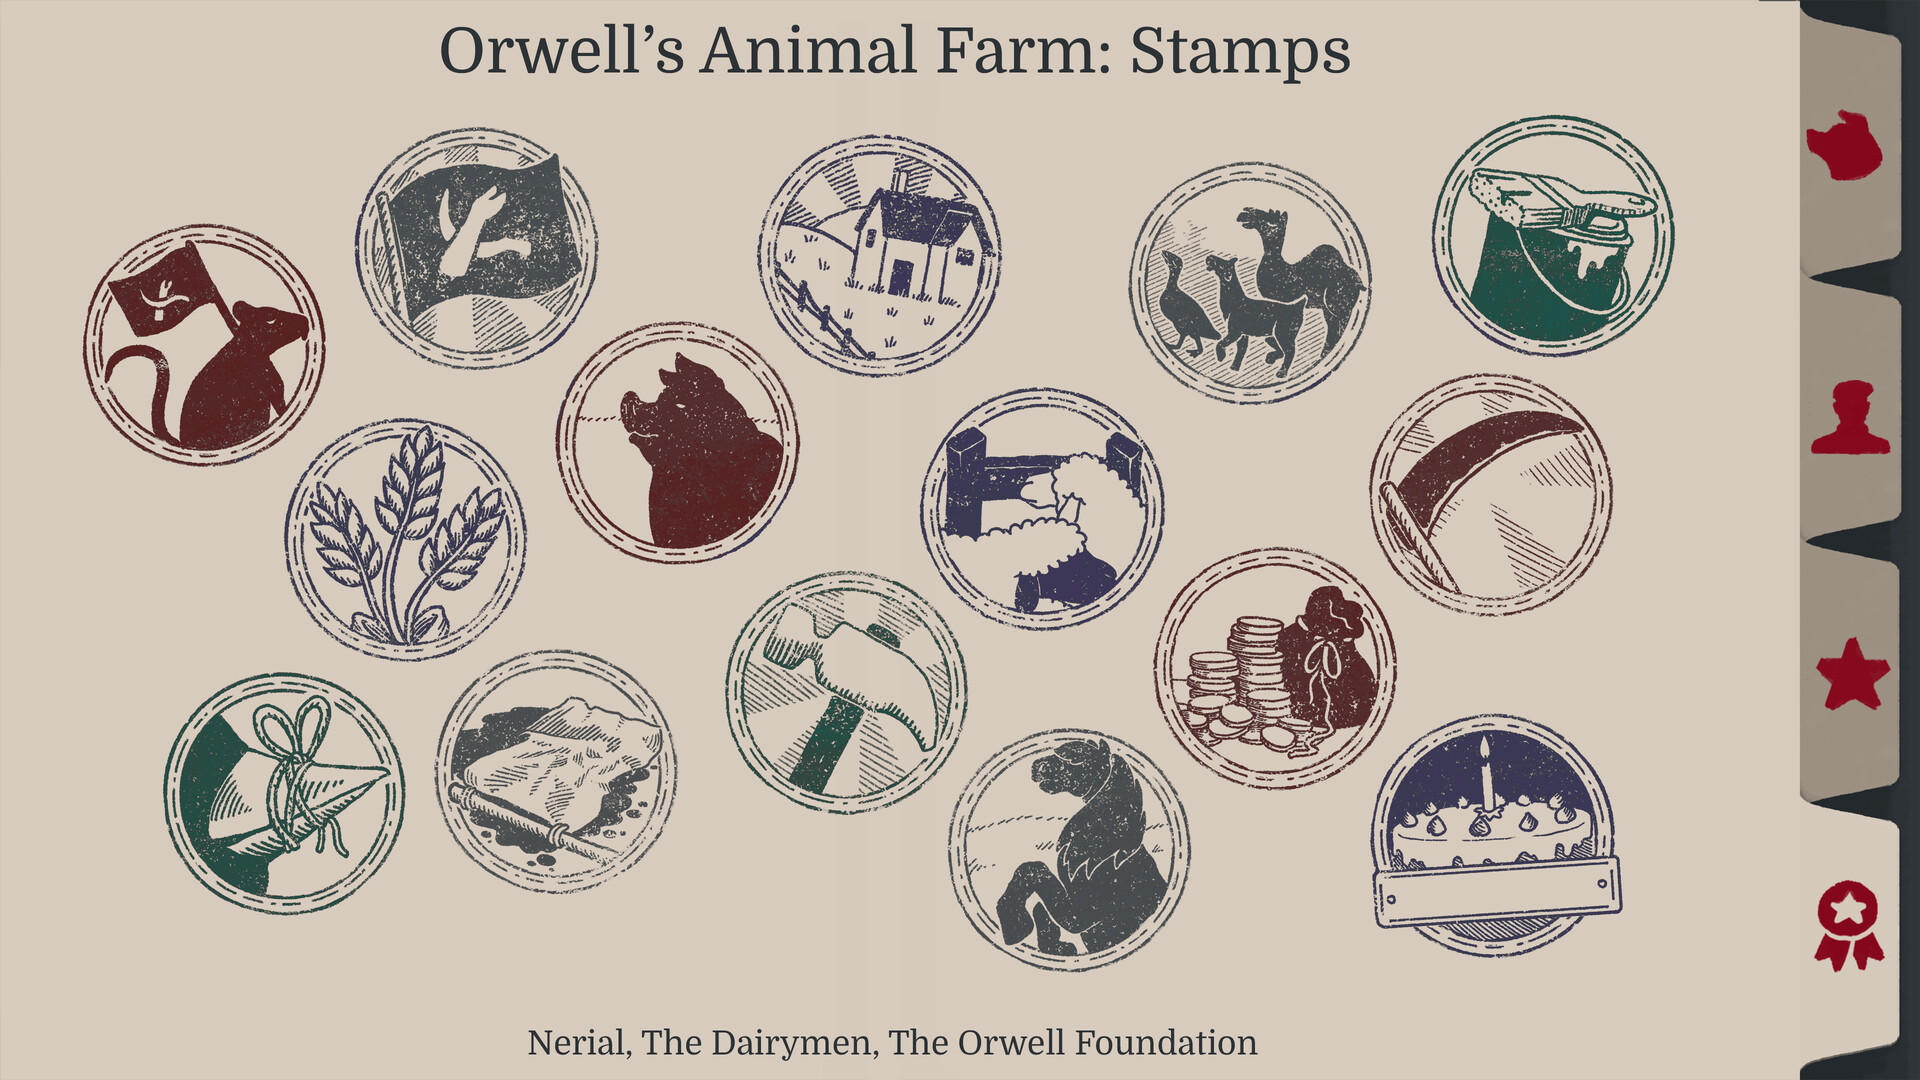 Orwell’s Animal Farm: Stamps
Nerial, The Dairymen, The Orwell Foundation